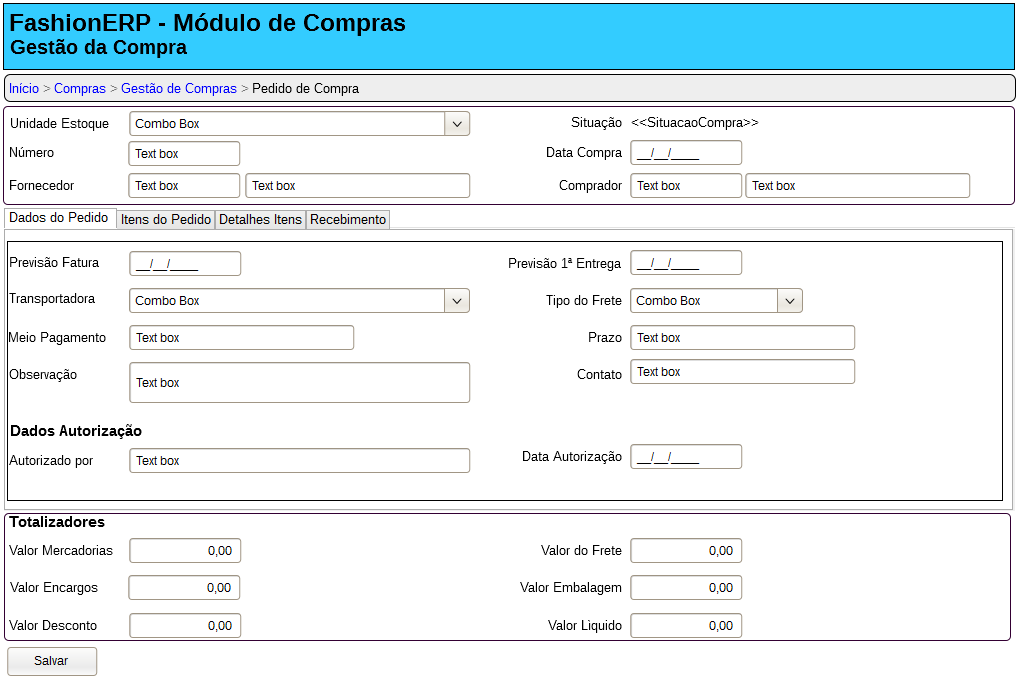 FashionERP - Módulo de Compras
Gestão da Compra
Início > Compras > Gestão de Compras > Pedido de Compra
Unidade Estoque Combo Box Situação <<SituacaoCompra>>
Número Text box Data Compra __/__/____
Fornecedor Text box Text box Comprador Text box Text box
Dados do Pedido Itens do Pedido Detalhes Itens Recebimento
Previsão Fatura __/__/____ Previsão 1ª Entrega __/__/____
Transportadora Combo Box Tipo do Frete Combo Box
Meio Pagamento Text box Prazo Text box
Observação Text box Contato Text box
Dados Autorização
Autorizado por Text box Data Autorização __/__/____
Totalizadores
Valor Mercadorias 0,00 Valor do Frete 0,00
Valor Encargos 0,00 Valor Embalagem 0,00
Valor Desconto 0,00 Valor Lìquido 0,00
Salvar